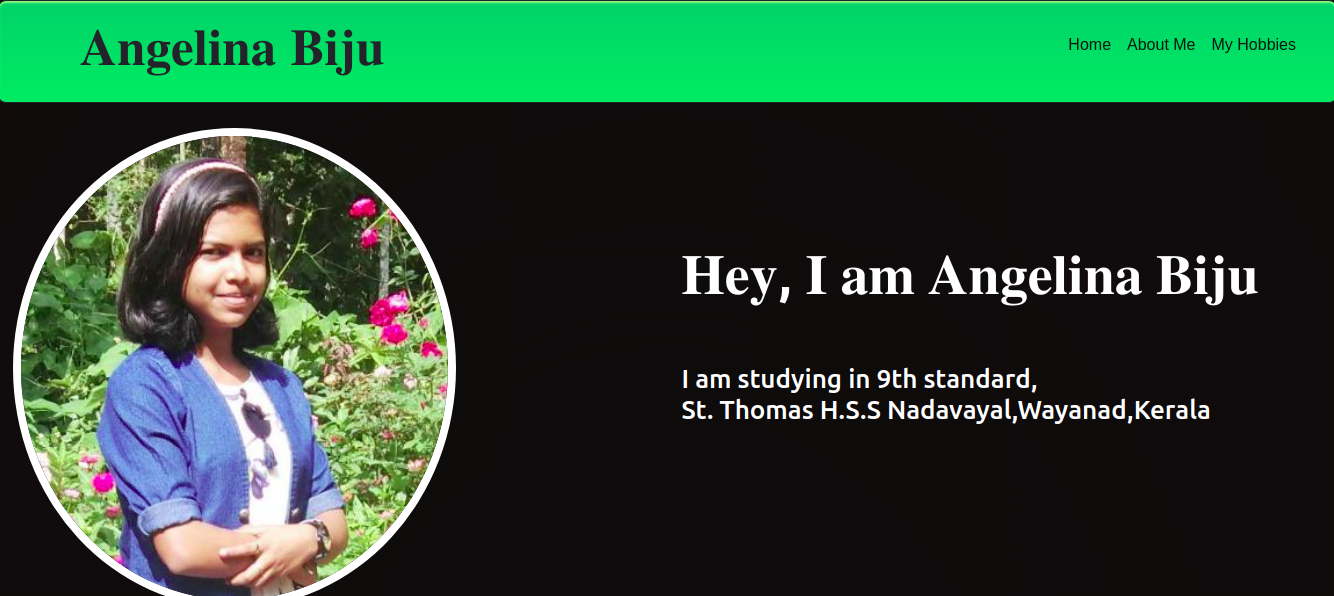 Angelina Biju
Home About Me My Hobbies
Hey, I am Angelina Biju
I am studying in 9th standard,
St. Thomas H.S.S Nadavayal,Wayanad,Kerala